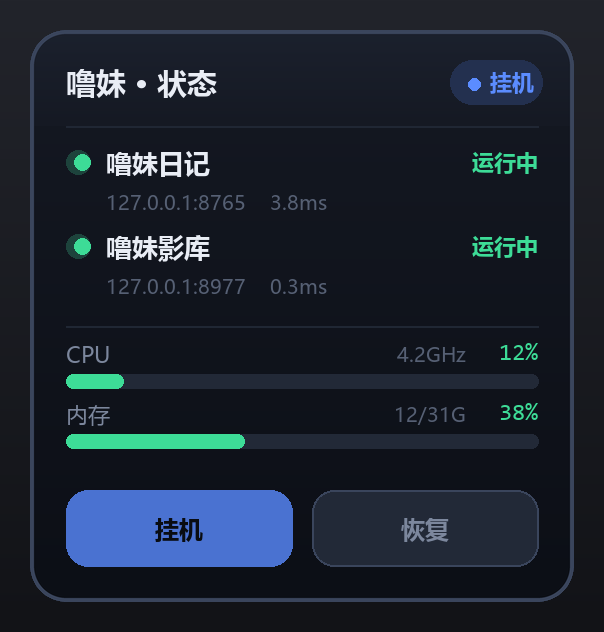 噜妹 • 状态
挂机
噜妹日记 运行中
127.0.0.1:8765 3.8ms
噜妹影库 运行中
127.0.0.1:8977 0.3ms
CPU 4.2GHz 12%
内存 12/31G 38%
挂机 恢复